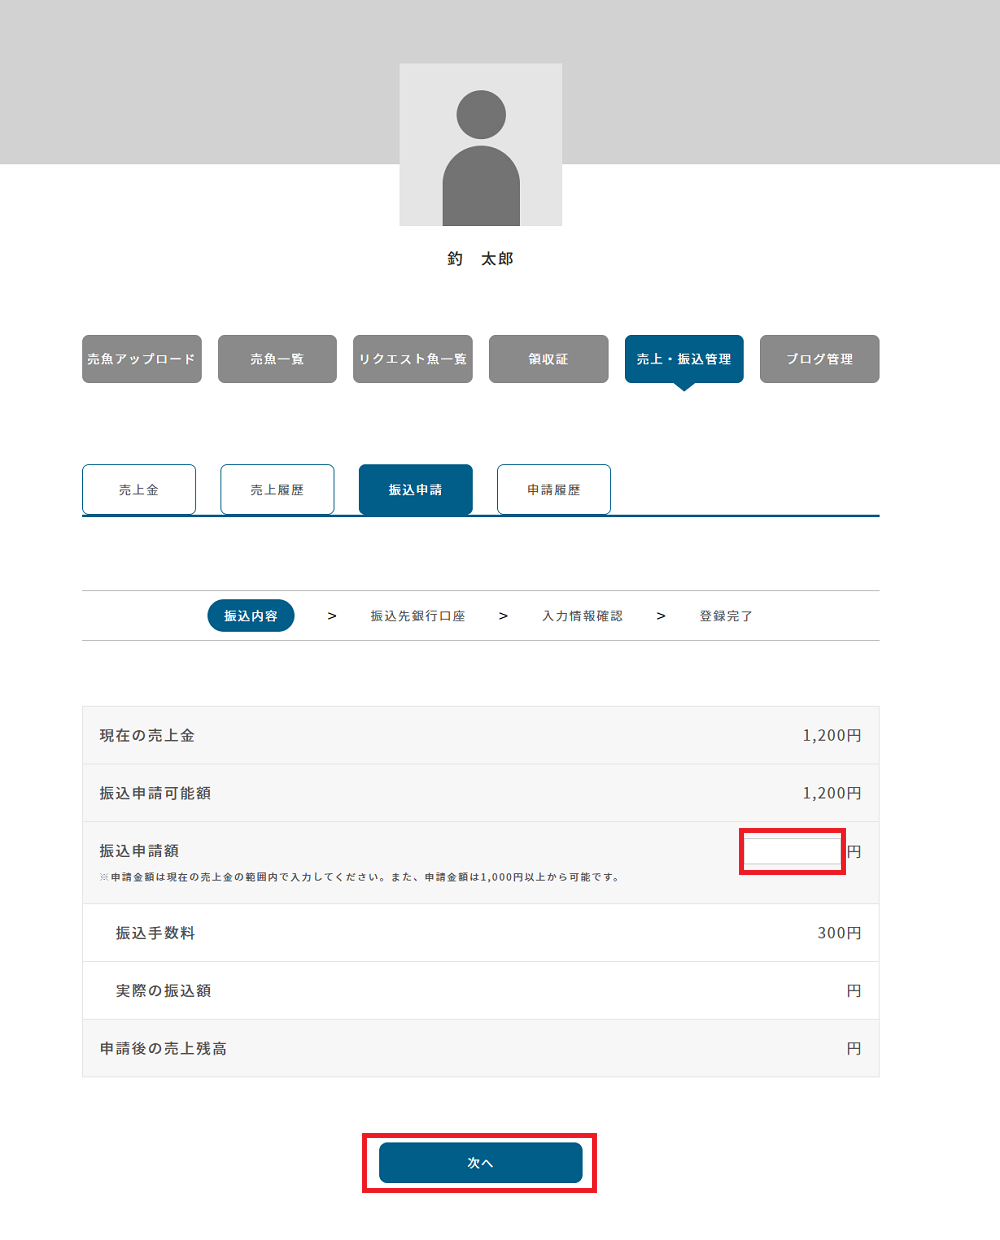 釣　太郎
売魚アップロード
売魚一覧
リクエスト魚一覧
領収証
売上・振込管理
ブログ管理
売上金
売上履歴
振込申請
申請履歴
振込内容 > 振込先銀行口座 > 入力情報確認 > 登録完了
現在の売上金 1,200円
振込申請可能額 1,200円
振込申請額 円
※申請金額は現在の売上金の範囲内で入力してください。また、申請金額は1,000円以上から可能です。
振込手数料 300円
実際の振込額 円
申請後の売上残高 円
次へ